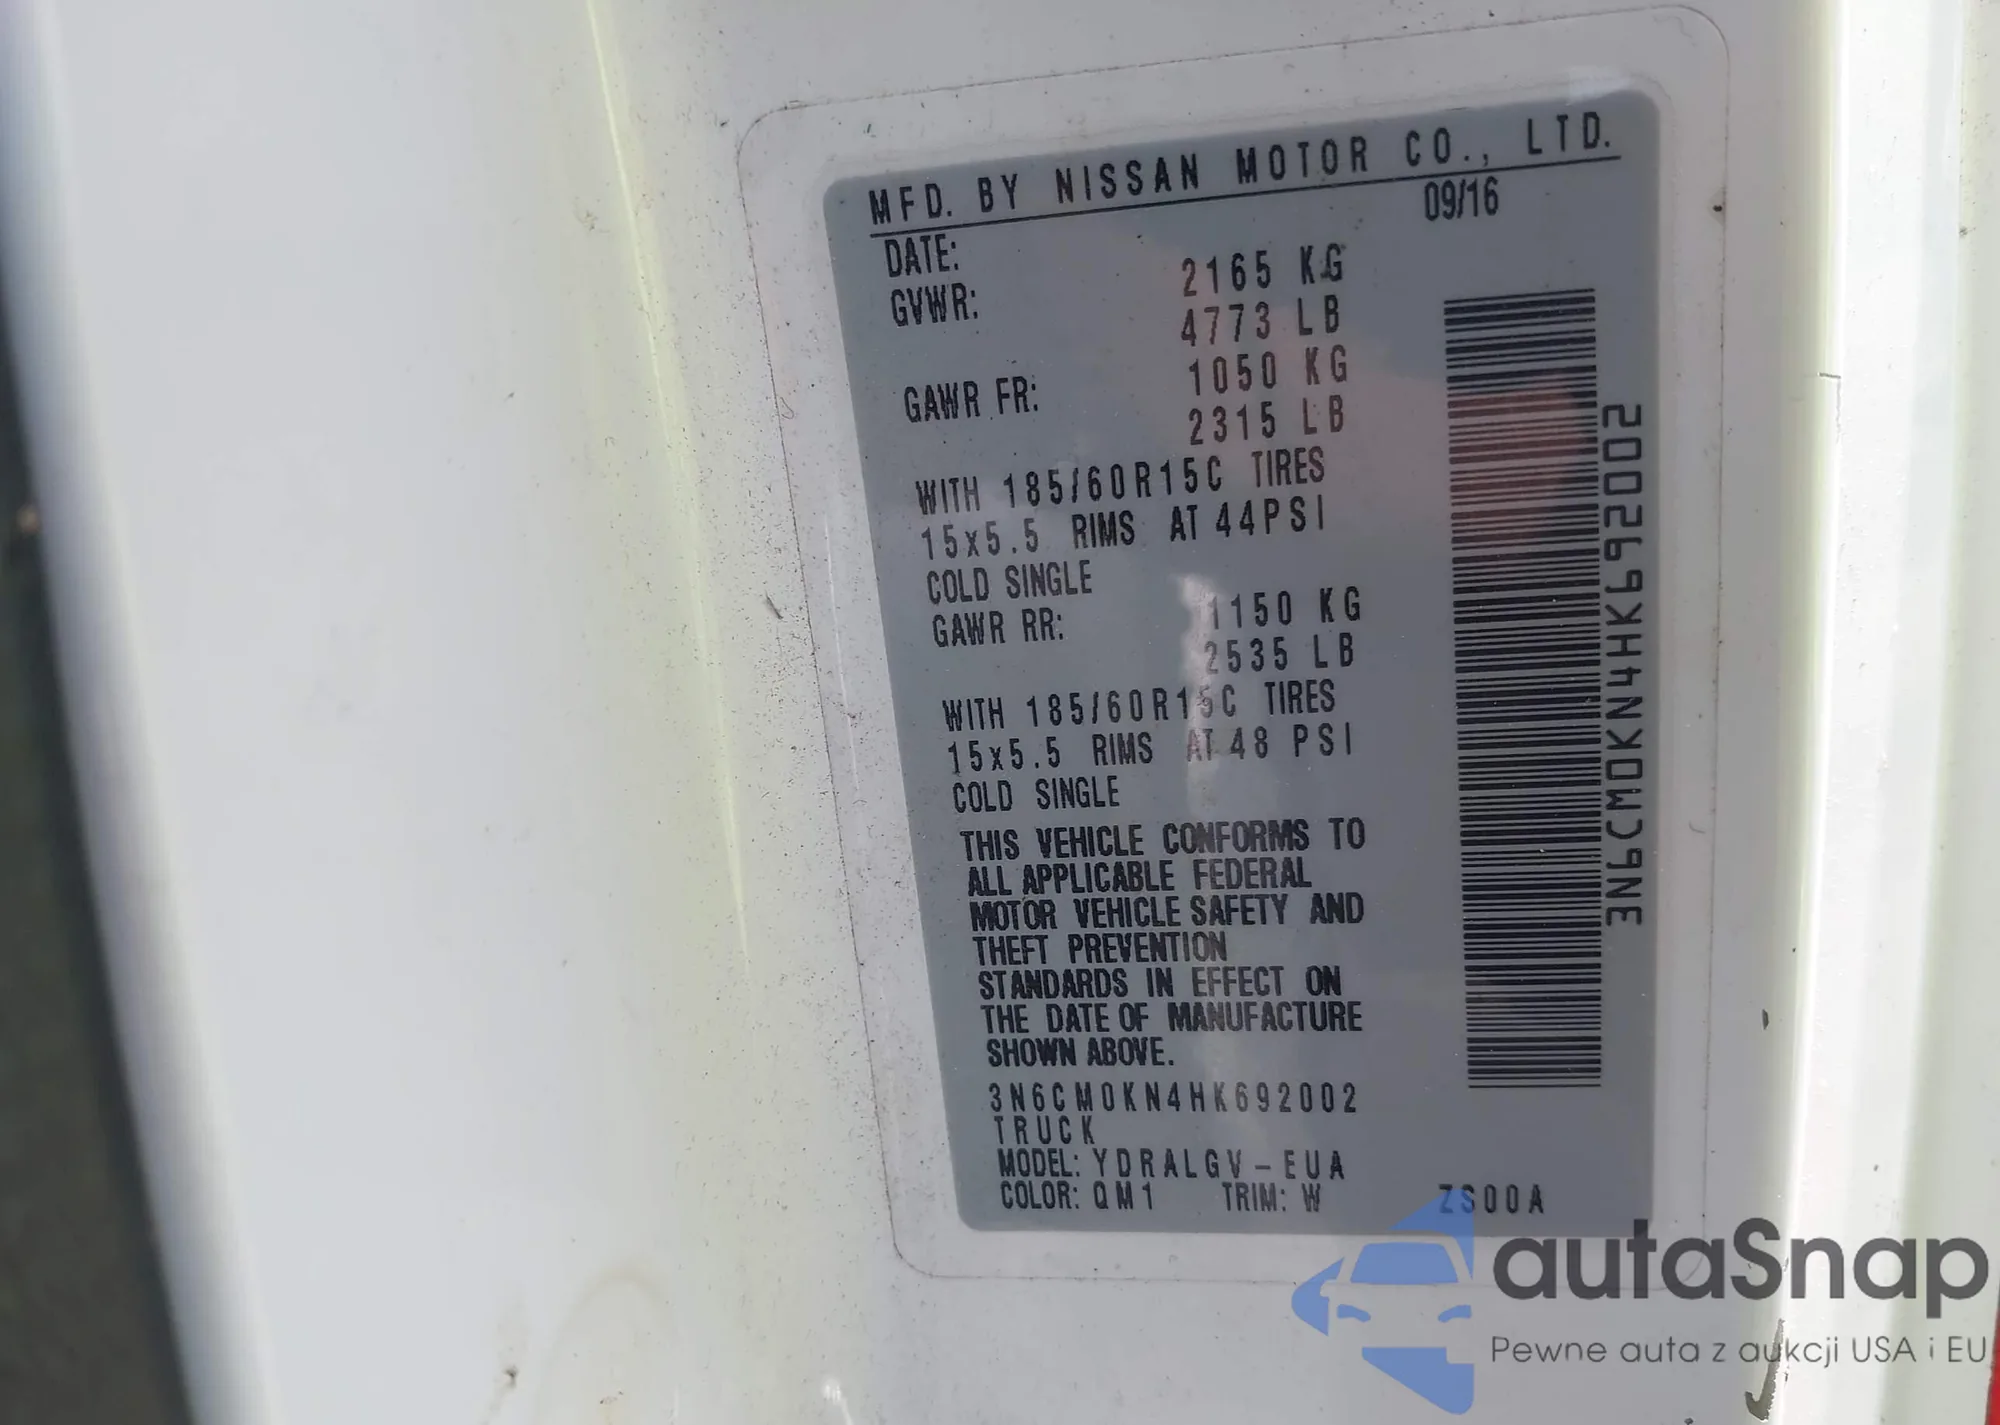 MFD. BY NISSAN MOTOR CO., LTD.
DATE: 09/16
GVWR: 2165 KG
4773 LB
GAWR FR: 1050 KG
2315 LB
WITH 185/60R15C TIRES
15x5.5 RIMS AT 44PSI
COLD SINGLE
GAWR RR: 1150 KG
2535 LB
WITH 185/60R15C TIRES
15x5.5 RIMS AT 48 PSI
COLD SINGLE
THIS VEHICLE CONFORMS TO
ALL APPLICABLE FEDERAL
MOTOR VEHICLE SAFETY AND
THEFT PREVENTION
STANDARDS IN EFFECT ON
THE DATE OF MANUFACTURE
SHOWN ABOVE.
3N6CM0KN4HK692002
TRUCK
MODEL: YDRALGV-EUA
COLOR: QM1 TRIM: W ZS00A
3N6CM0KN4HK692002
autaSnap
Pewne auta z aukcji USA i EU